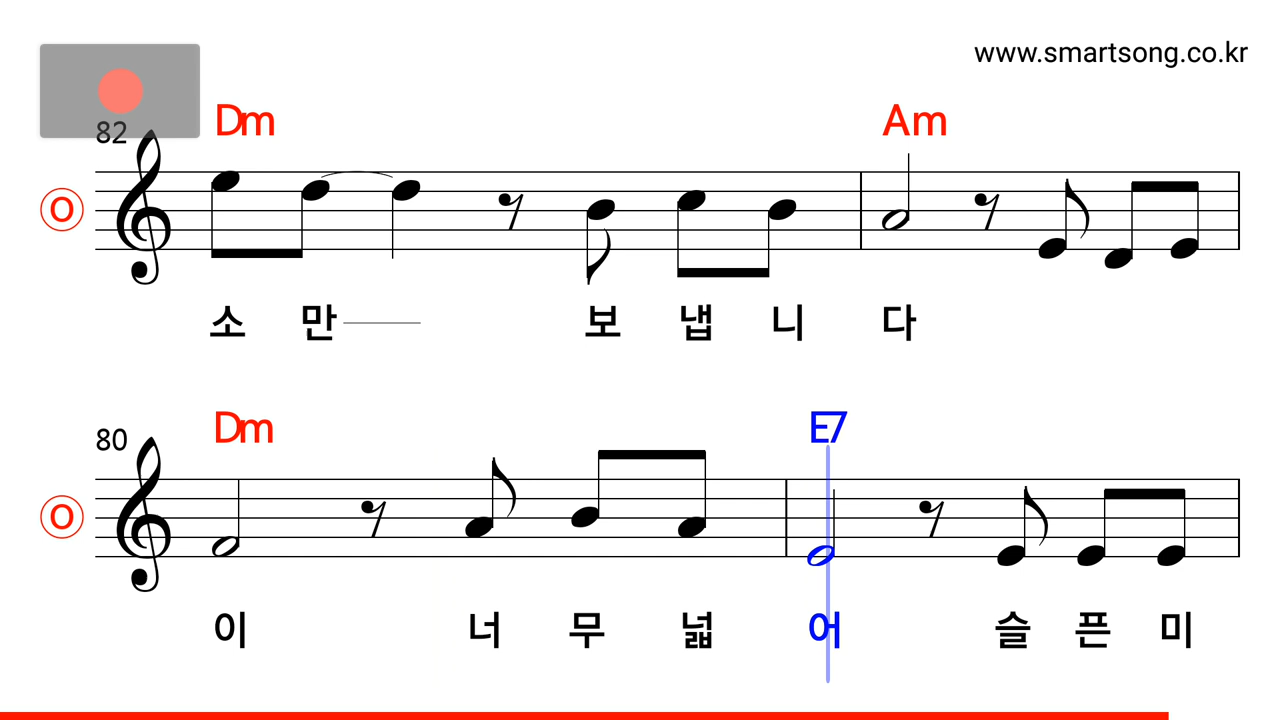 www.smartsong.co.kr
82 Dm Am
O
소 만 보 냅 니 다
80 Dm E7
O
이 너 무 넓 어 슬 픈 미